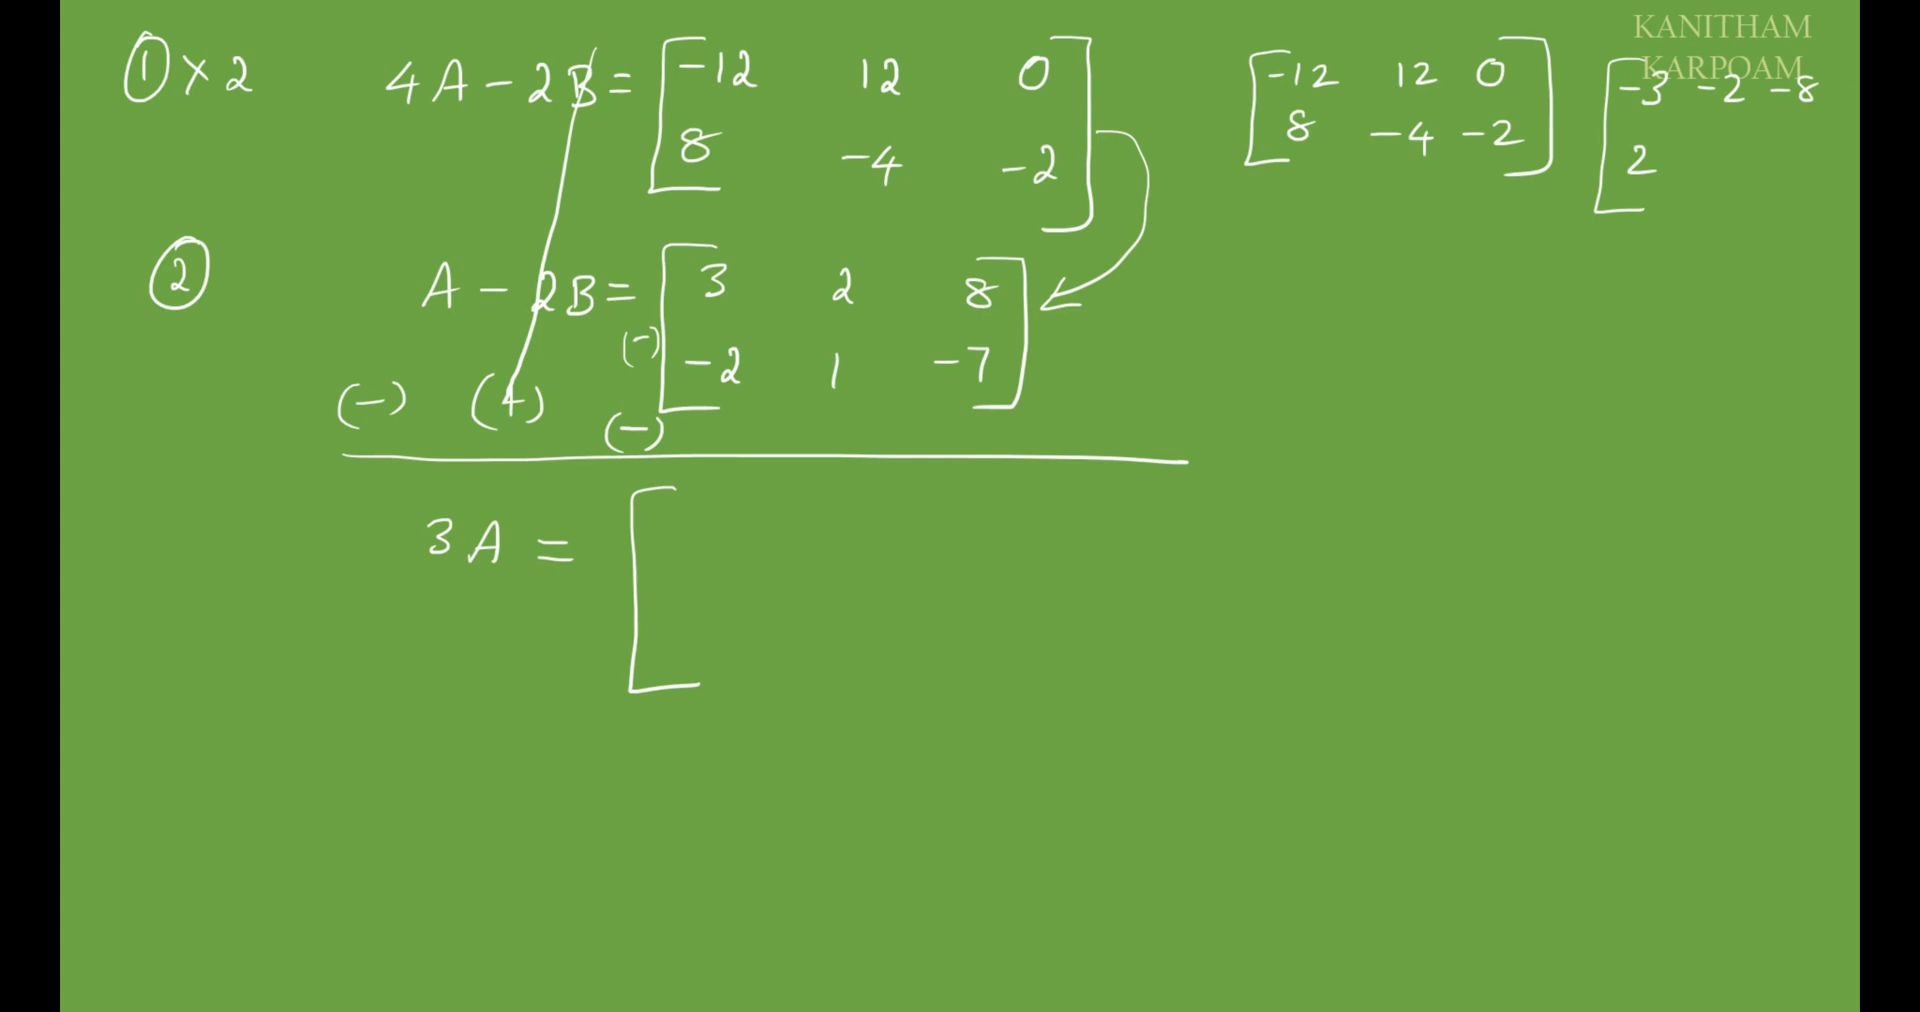 KANITHAM
KARPOAM
① × 2 4A - 2B = [ -12 12 0
8 -4 -2 ]
[ -12 12 0
8 -4 -2 ]
[ -3 -2 -8
2
② A - 2B = [ 3 2 8
(-) -2 1 -7 ]
(-) (+) (-)
3A = [